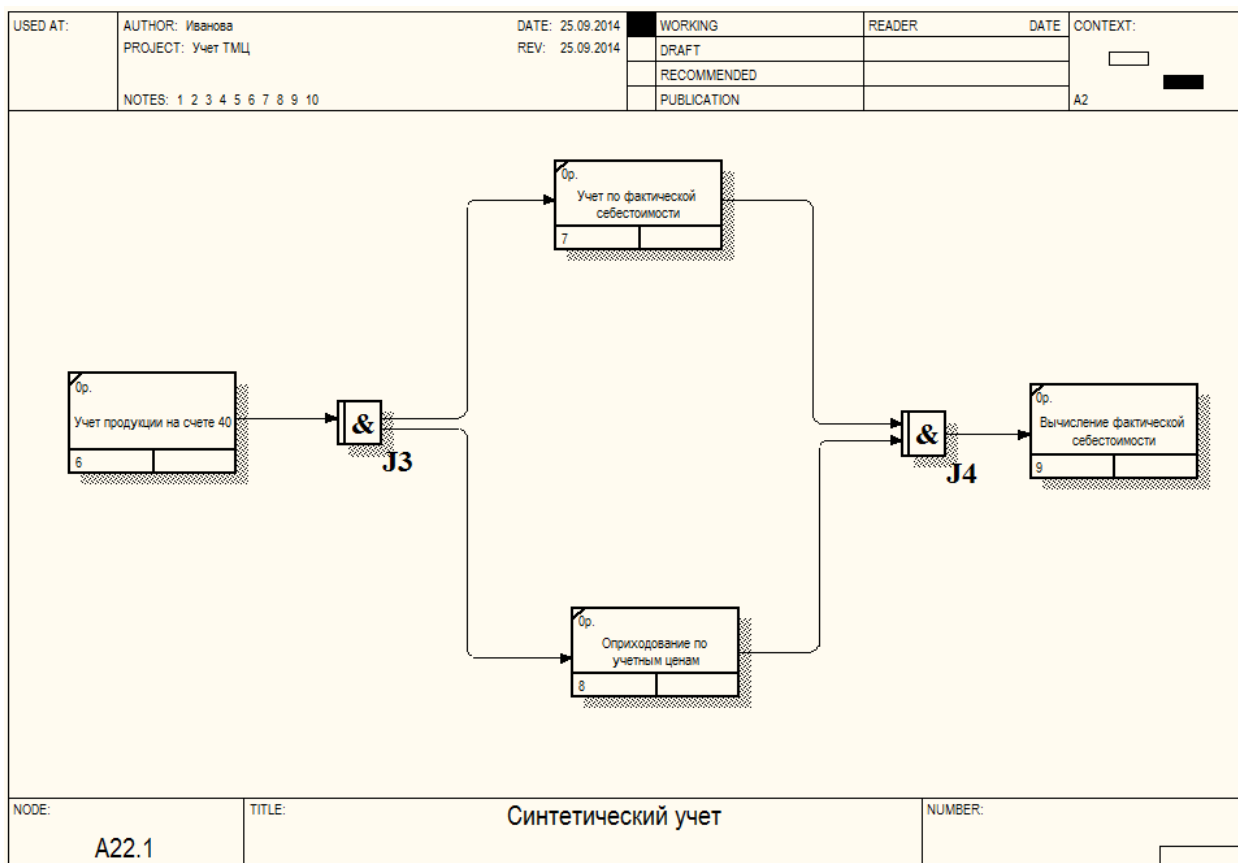 USED AT:
AUTHOR: Иванова
DATE: 25.09.2014
WORKING
READER
DATE
CONTEXT:
PROJECT: Учет ТМЦ
REV: 25.09.2014
DRAFT
RECOMMENDED
NOTES: 1 2 3 4 5 6 7 8 9 10
PUBLICATION
A2
0р.
Учет по фактической
себестоимости
7
0р.
Учет продукции на счете 40
6
&
J3
&
J4
0р.
Вычисление фактической
себестоимости
9
0р.
Оприходование по
учетным ценам
8
NODE:
A22.1
TITLE:
Синтетический учет
NUMBER: